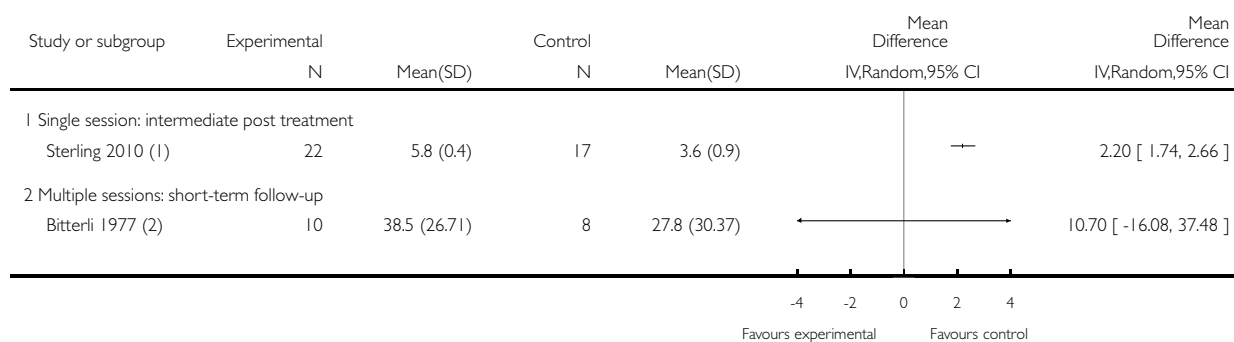 Study or subgroup Experimental Control Mean Difference Mean Difference
N Mean(SD) N Mean(SD) IV,Random,95% CI IV,Random,95% CI
1 Single session: intermediate post treatment
Sterling 2010 (1) 22 5.8 (0.4) 17 3.6 (0.9) 2.20 [ 1.74, 2.66 ]
2 Multiple sessions: short-term follow-up
Bitterli 1977 (2) 10 38.5 (26.71) 8 27.8 (30.37) 10.70 [ -16.08, 37.48 ]
-4 -2 0 2 4
Favours experimental Favours control